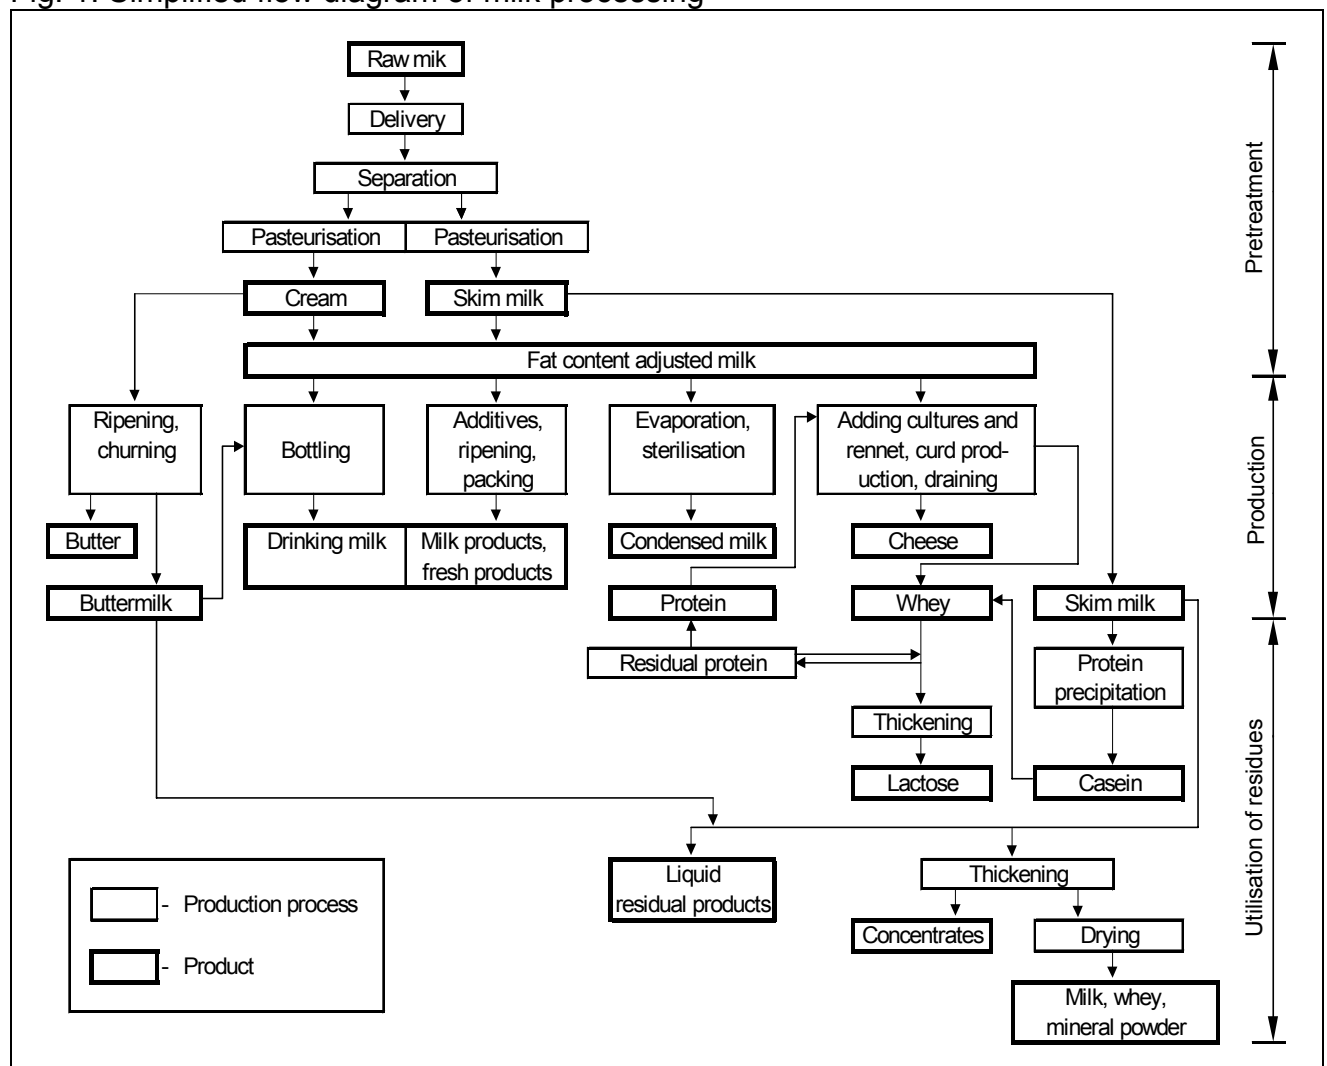 Fig. 1: Simplified flow diagram of milk processing
Raw mik
Delivery
Separation
Pasteurisation
Pasteurisation
Cream
Skim milk
Fat content adjusted milk
Pretreatment
Ripening,
churning
Bottling
Additives,
ripening,
packing
Evaporation,
sterilisation
Adding cultures and
rennet, curd prod-
uction, draining
Butter
Drinking milk
Milk products,
fresh products
Condensed milk
Cheese
Buttermilk
Protein
Whey
Skim milk
Production
Residual protein
Protein
precipitation
Thickening
Lactose
Casein
Liquid
residual products
Thickening
Concentrates
Drying
Milk, whey,
mineral powder
Utilisation of residues
- Production process
- Product